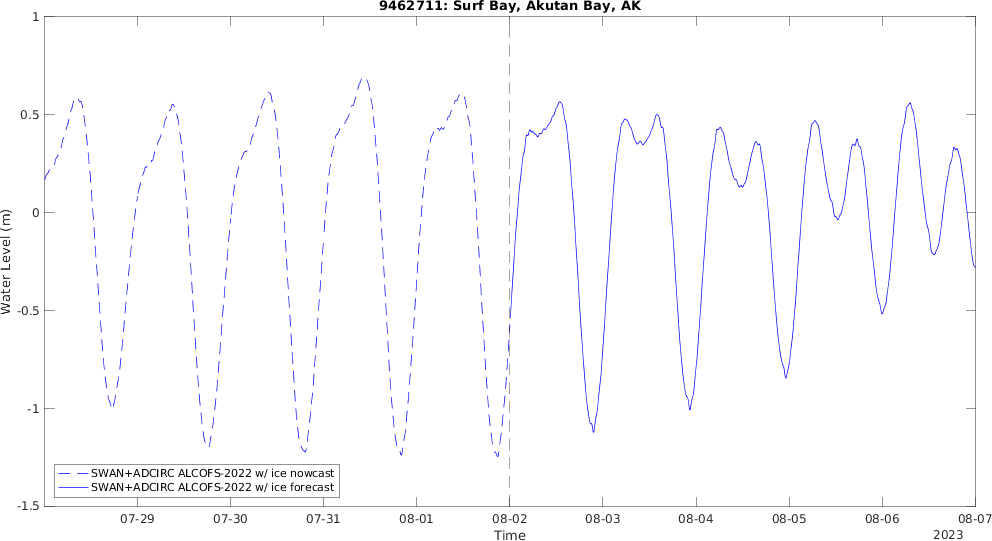 9462711: Surf Bay, Akutan Bay, AK
Water Level (m)
1
0.5
0
-0.5
-1
-1.5
SWAN+ADCIRC ALCOFS-2022 w/ ice nowcast
SWAN+ADCIRC ALCOFS-2022 w/ ice forecast
07-29 07-30 07-31 08-01 08-02 08-03 08-04 08-05 08-06 08-07
Time
2023